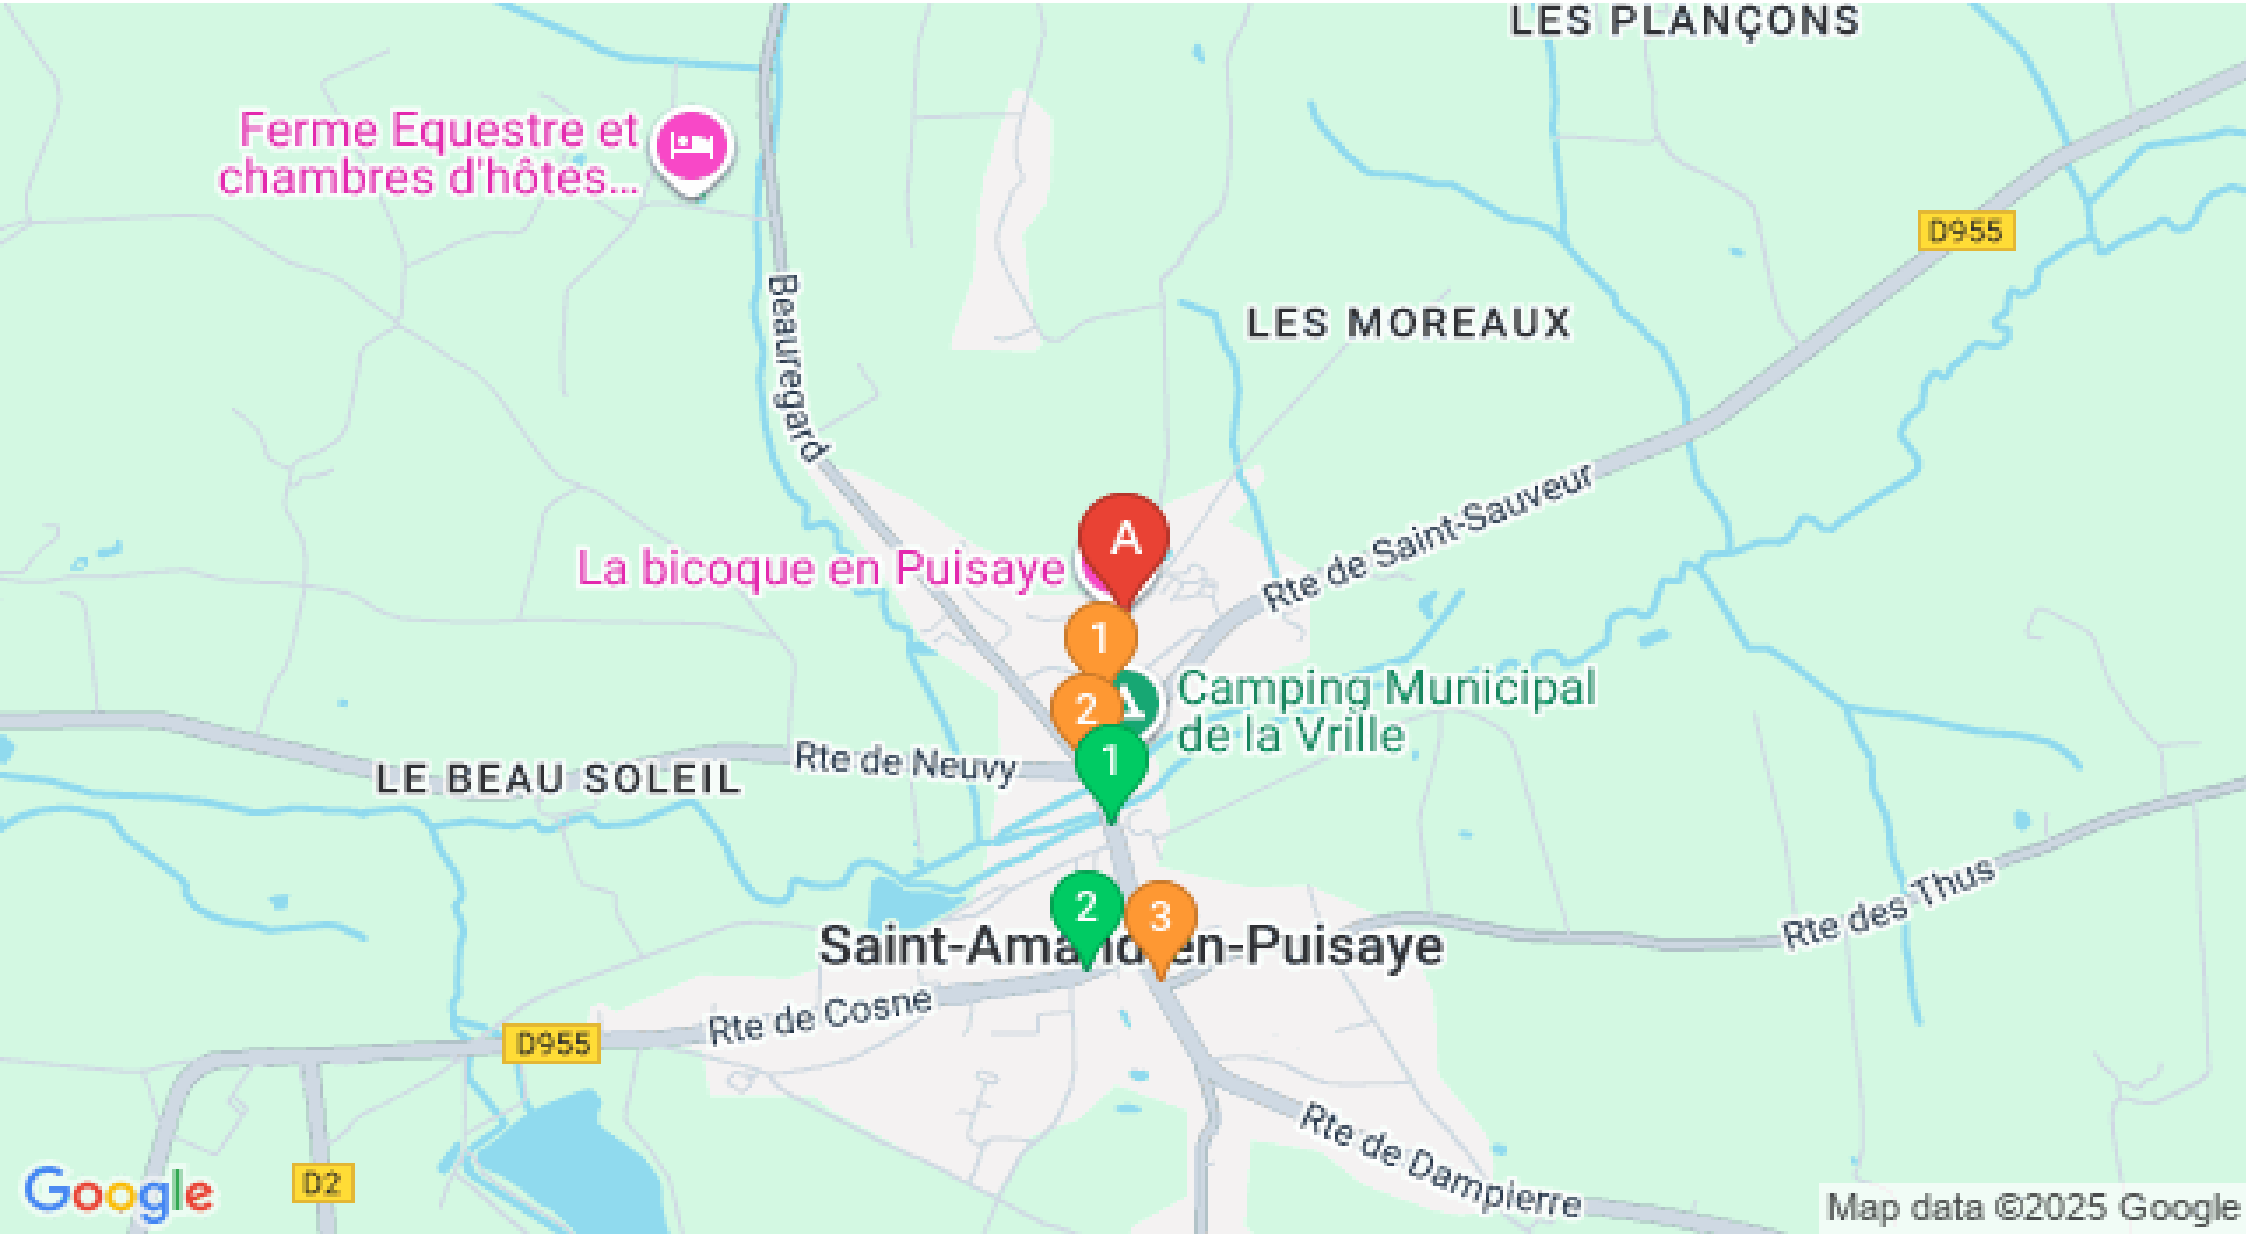 LES PLANÇONS
Ferme Equestre et
chambres d'hôtes...
D955
Beauregard
LES MOREAUX
Rte de Saint-Sauveur
A
La bicoque en Puisaye
1
2
Camping Municipal
de la Vrille
1
Rte de Neuvy
LE BEAU SOLEIL
2
3
Rte des Thus
Saint-Amand-en-Puisaye
Rte de Cosne
D955
Rte de Dampierre
D2
Google
Map data ©2025 Google